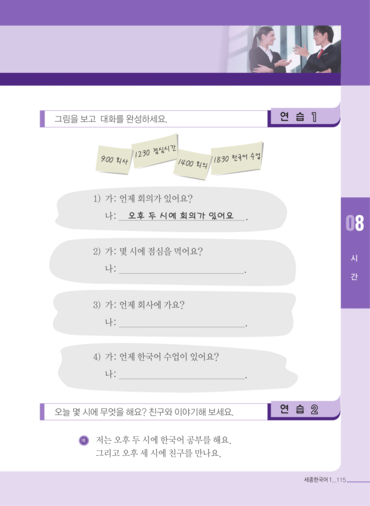 그림을 보고 대화를 완성하세요.
연 습 1
9:00 회사
12:30 점심시간
14:00 회의
18:30 한국어 수업
1) 가: 언제 회의가 있어요?
나: 오후 두 시에 회의가 있어요.
2) 가: 몇 시에 점심을 먹어요?
나: .
3) 가: 언제 회사에 가요?
나: .
4) 가: 언제 한국어 수업이 있어요?
나: .
08
시
간
오늘 몇 시에 무엇을 해요? 친구와 이야기해 보세요.
연 습 2
저는 오후 두 시에 한국어 공부를 해요.
그리고 오후 세 시에 친구를 만나요.
세종한국어 1_115